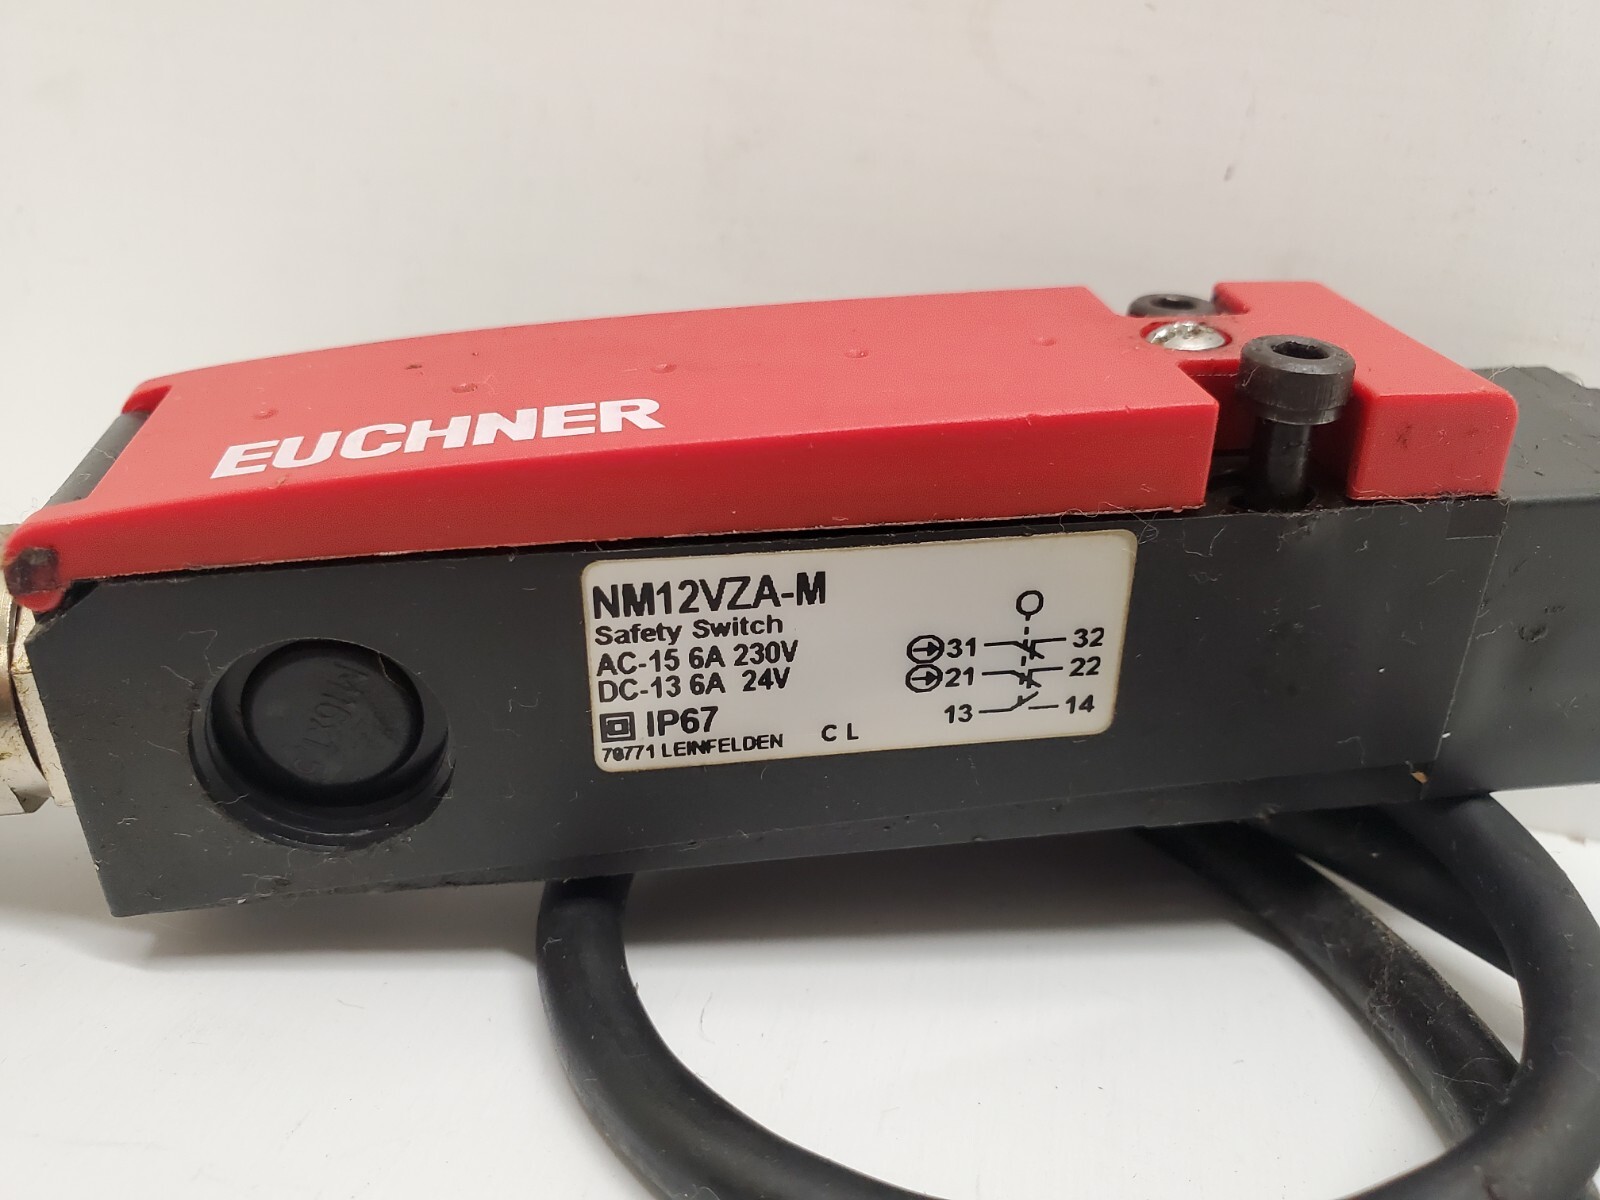 EUCHNER
NM12VZA-M
Safety Switch
AC-15 6A 230V
DC-13 6A 24V
IP67
70771 LEINFELDEN C L
31 32
21 22
13 14